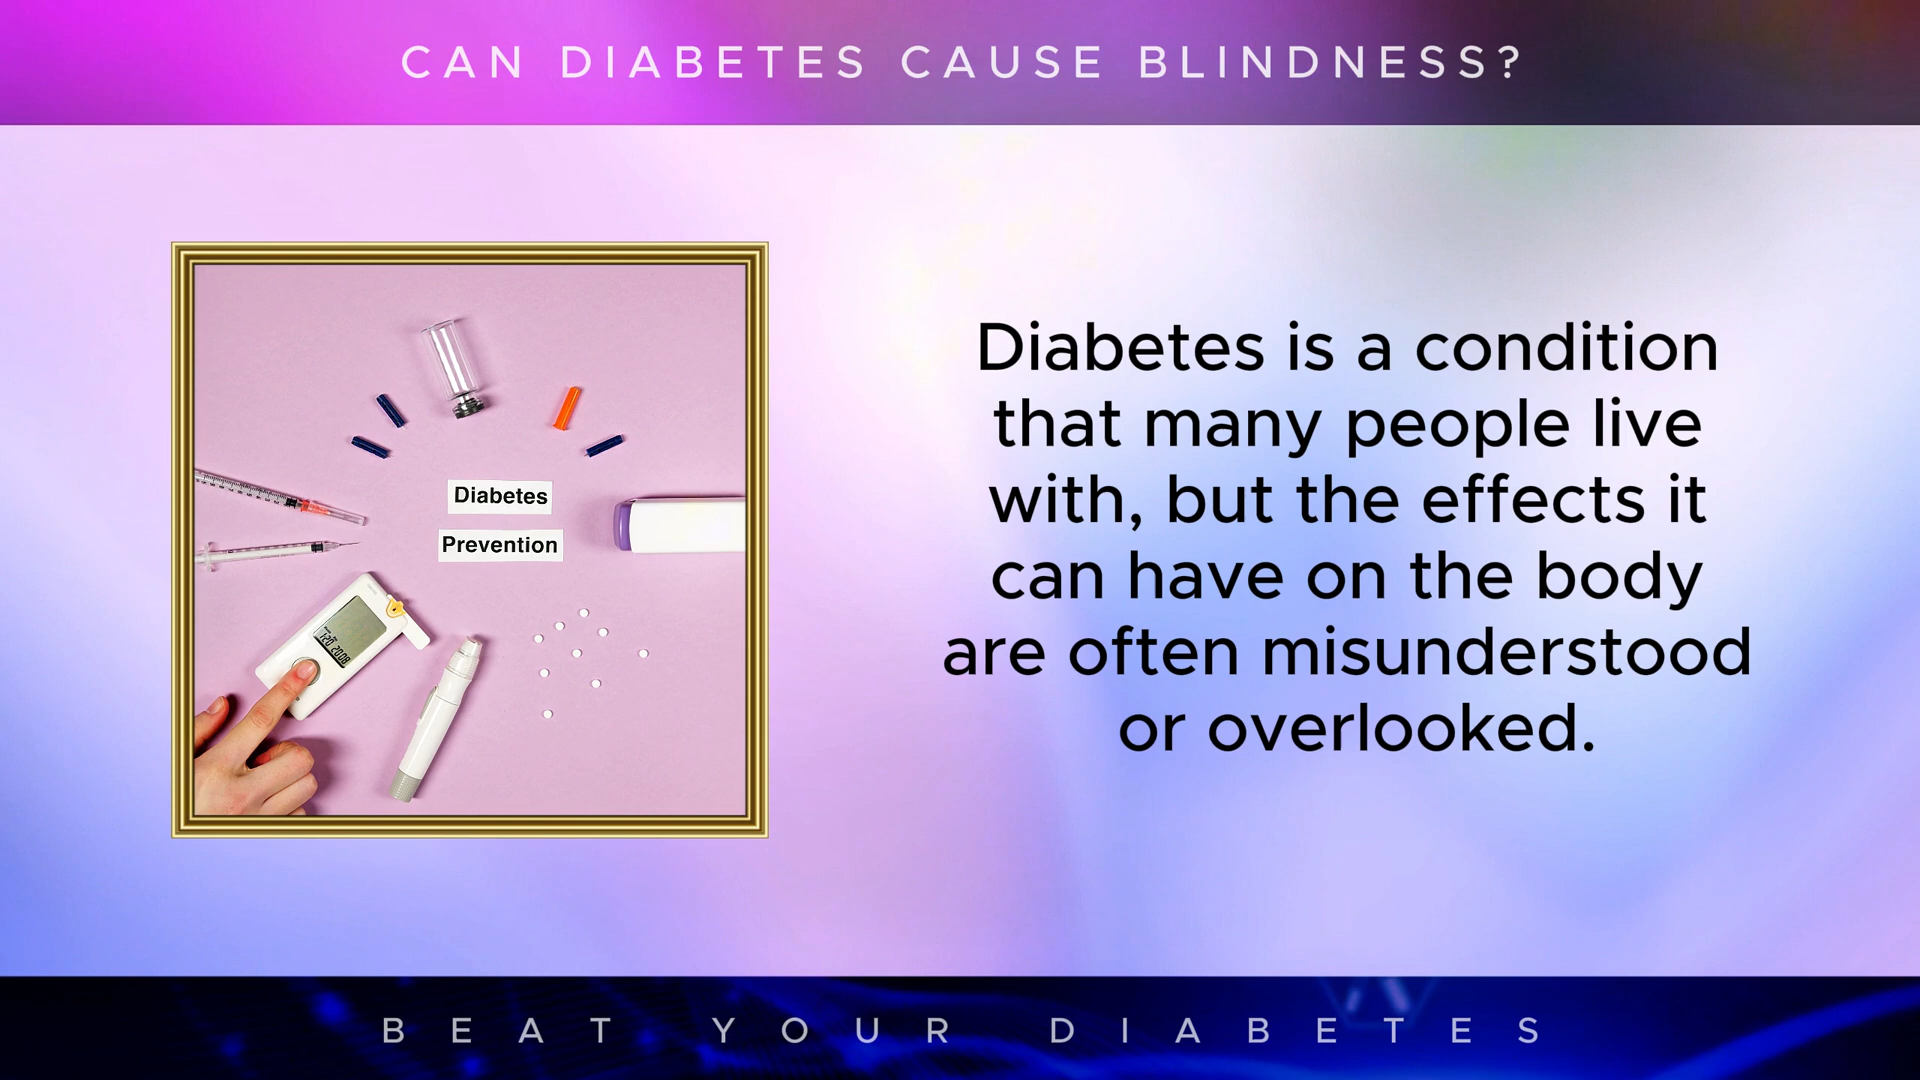 CAN DIABETES CAUSE BLINDNESS?
Diabetes
Prevention
Diabetes is a condition
that many people live
with, but the effects it
can have on the body
are often misunderstood
or overlooked.
BEAT YOUR DIABETES